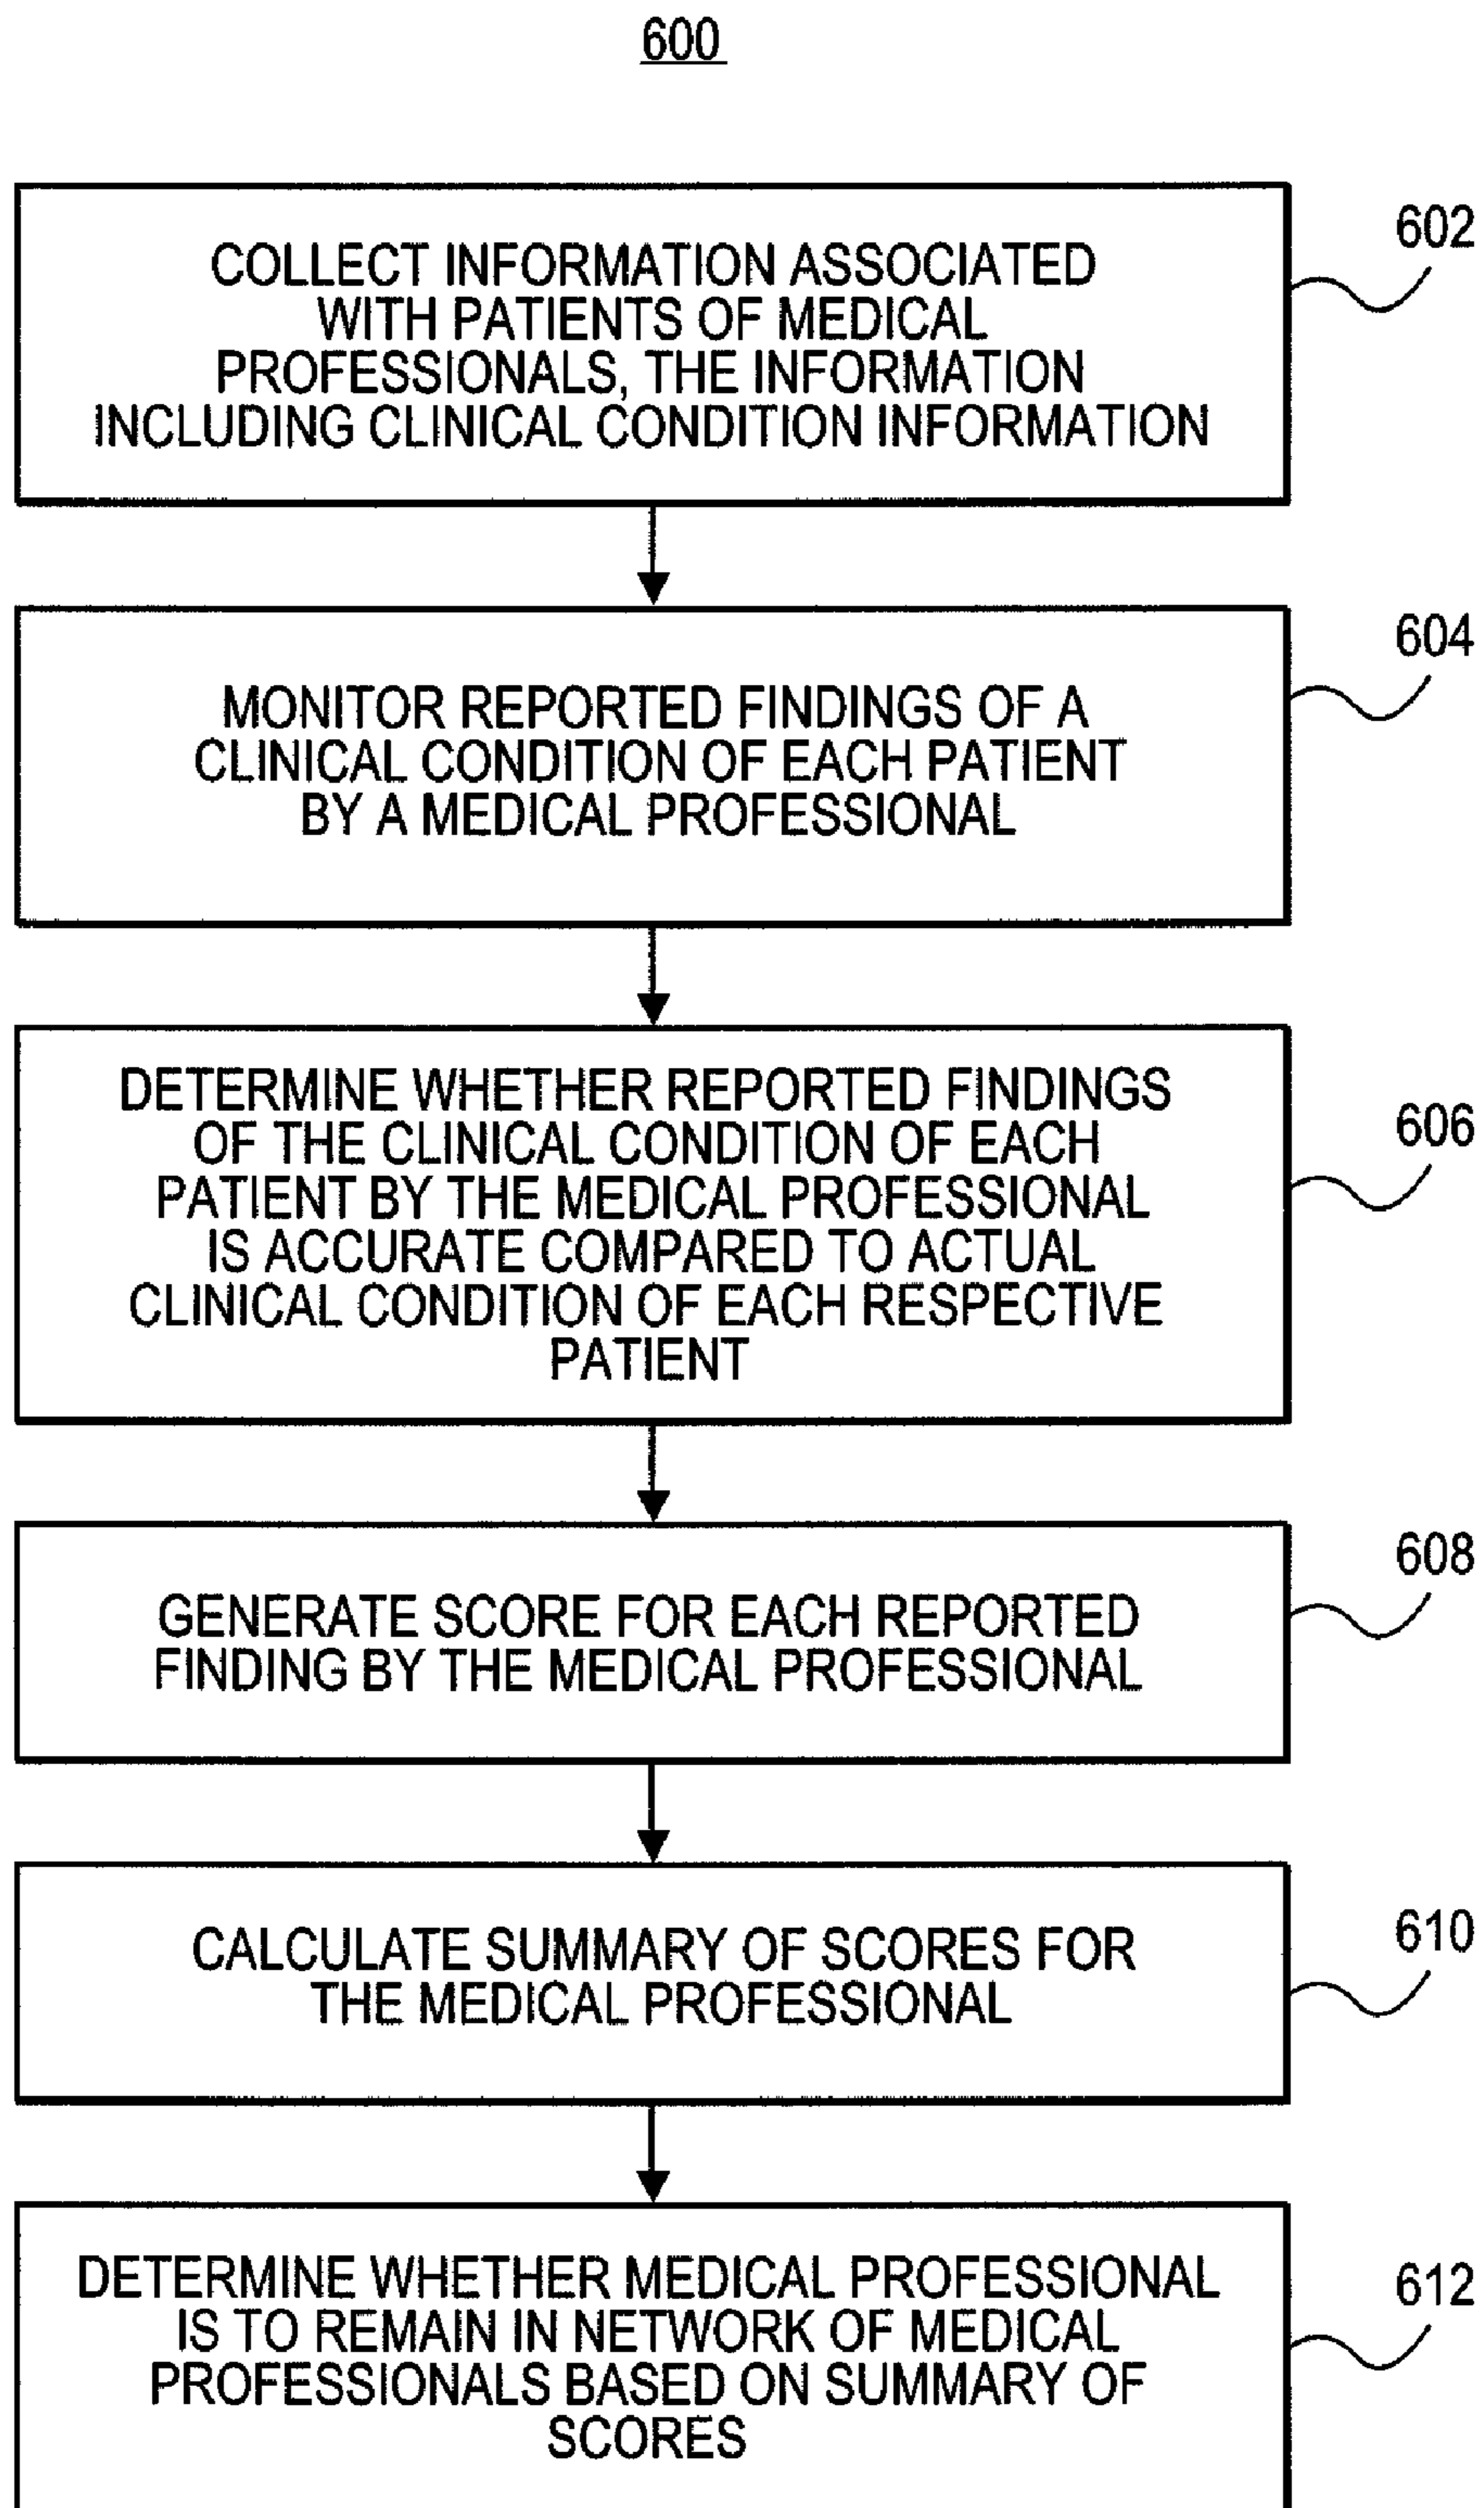 600
COLLECT INFORMATION ASSOCIATED
WITH PATIENTS OF MEDICAL
PROFESSIONALS, THE INFORMATION
INCLUDING CLINICAL CONDITION INFORMATION
602
MONITOR REPORTED FINDINGS OF A
CLINICAL CONDITION OF EACH PATIENT
BY A MEDICAL PROFESSIONAL
604
DETERMINE WHETHER REPORTED FINDINGS
OF THE CLINICAL CONDITION OF EACH
PATIENT BY THE MEDICAL PROFESSIONAL
IS ACCURATE COMPARED TO ACTUAL
CLINICAL CONDITION OF EACH RESPECTIVE
PATIENT
606
GENERATE SCORE FOR EACH REPORTED
FINDING BY THE MEDICAL PROFESSIONAL
608
CALCULATE SUMMARY OF SCORES FOR
THE MEDICAL PROFESSIONAL
610
DETERMINE WHETHER MEDICAL PROFESSIONAL
IS TO REMAIN IN NETWORK OF MEDICAL
PROFESSIONALS BASED ON SUMMARY OF
SCORES
612